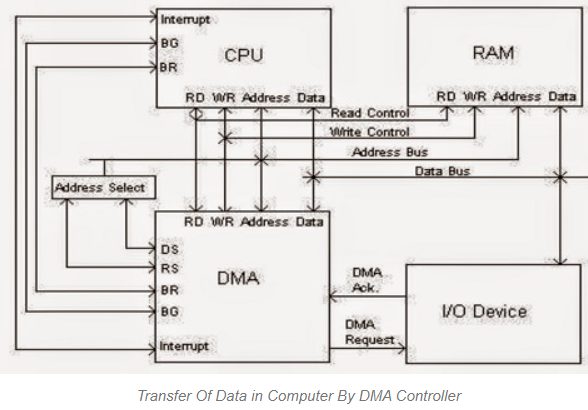 Interrupt
BG
BR
CPU
RD WR Address Data
RAM
RD WR Address Data
Read Control
Write Control
Address Bus
Data Bus
Address Select
RD WR Address Data
DS
RS
BR
BG
Interrupt
DMA
DMA
Ack.
DMA
Request
I/O Device
Transfer Of Data in Computer By DMA Controller